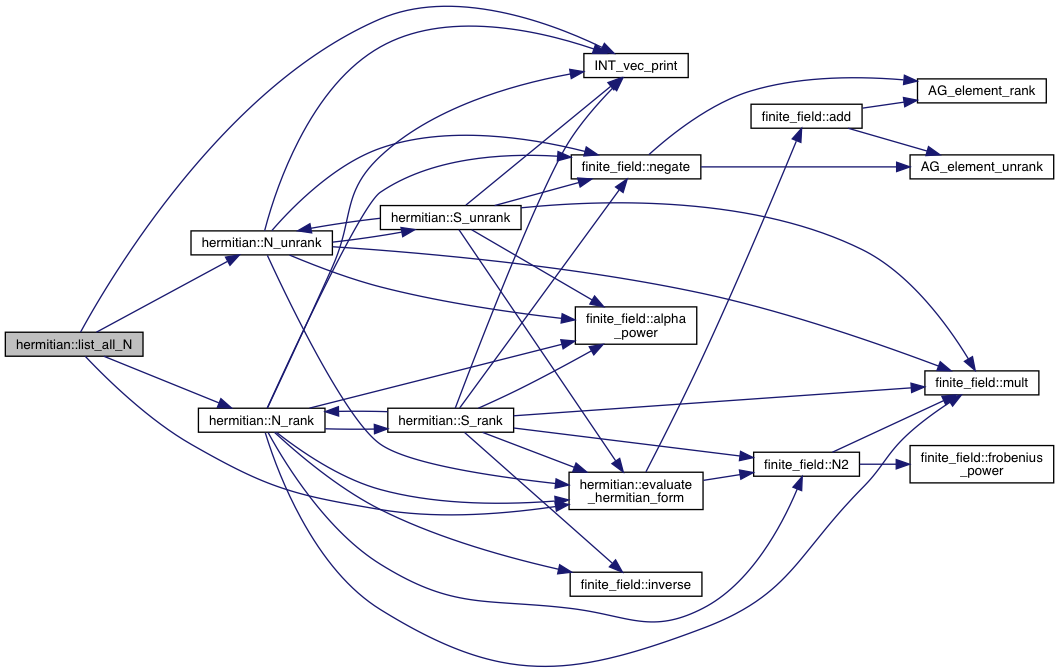 INT_vec_print
AG_element_rank
finite_field::add
finite_field::negate
AG_element_unrank
hermitian::S_unrank
hermitian::N_unrank
finite_field::alpha
_power
hermitian::list_all_N
finite_field::mult
hermitian::N_rank
hermitian::S_rank
finite_field::N2
finite_field::frobenius
_power
hermitian::evaluate
_hermitian_form
finite_field::inverse